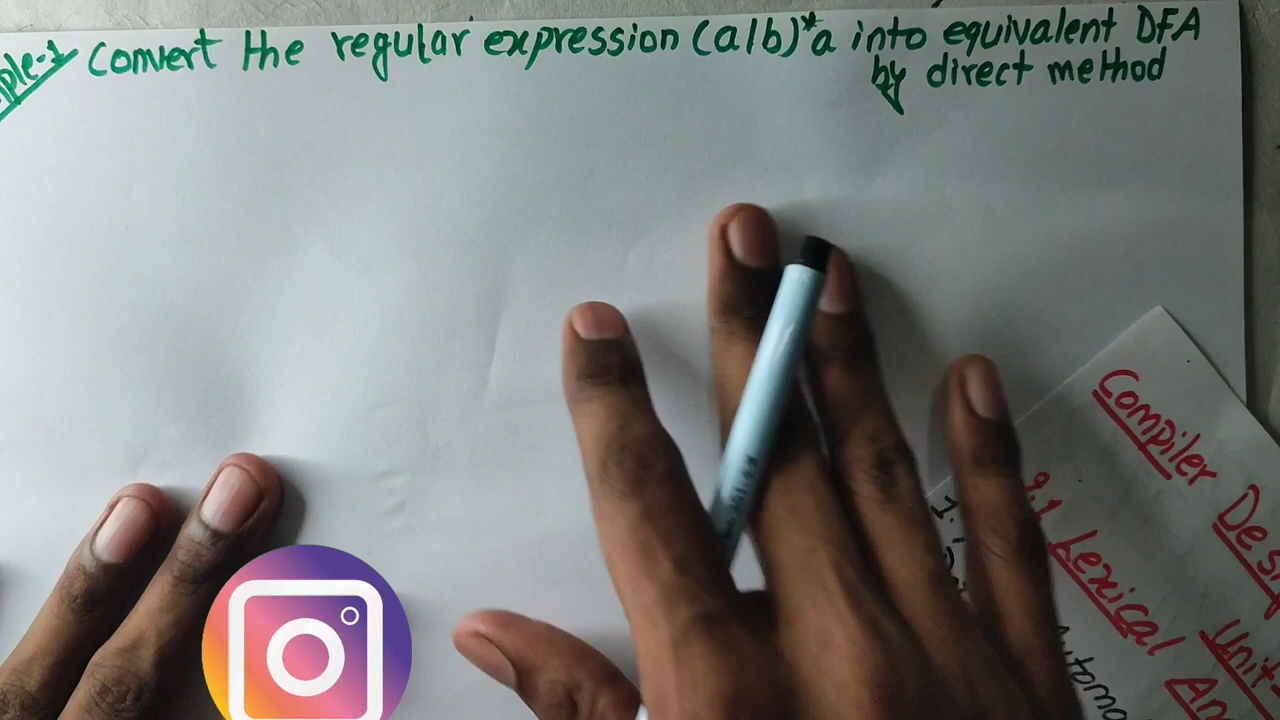 Convert the regular expression (a/b)*a into equivalent DFA
by direct method
Compiler
Lexical